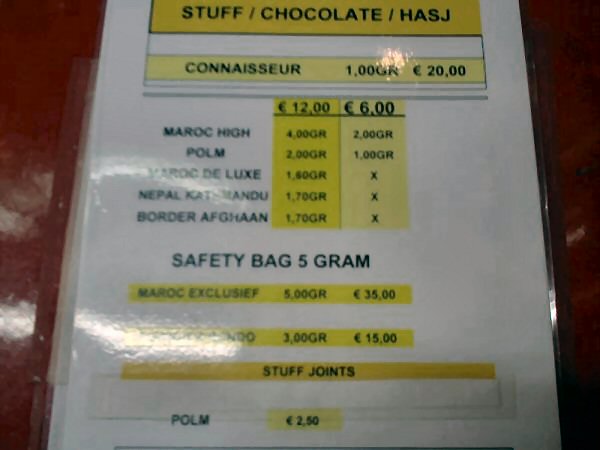 STUFF / CHOCOLATE / HASJ
CONNAISSEUR 1,00GR € 20,00
€ 12,00 € 6,00
MAROC HIGH 4,00GR 2,00GR
POLM 2,00GR 1,00GR
MAROC DE LUXE 1,60GR X
NEPAL KATHMANDU 1,70GR X
BORDER AFGHAAN 1,70GR X
SAFETY BAG 5 GRAM
MAROC EXCLUSIEF 5,00GR € 35,00
3,00GR € 15,00
STUFF JOINTS
POLM € 2,50